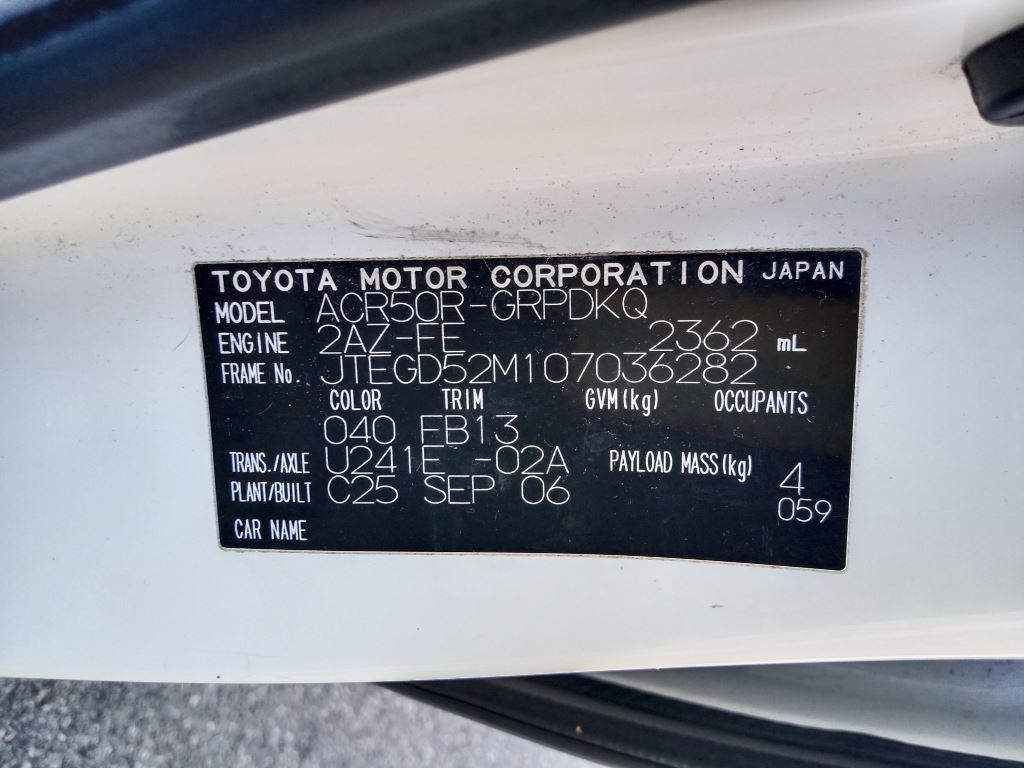 TOYOTA MOTOR CORPORATION JAPAN
MODEL ACR50R-GRPDKQ
ENGINE 2AZ-FE 2362 mL
FRAME No. JTEGD52M107036282
COLOR TRIM GVM(kg) OCCUPANTS
040 FB13
TRANS./AXLE U241E -02A PAYLOAD MASS(kg) 4
PLANT/BUILT C25 SEP 06 059
CAR NAME